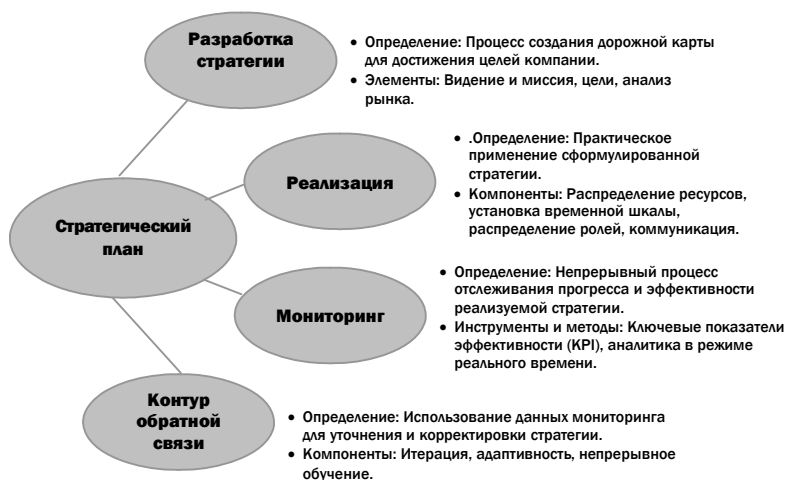 Разработка
стратегии
• Определение: Процесс создания дорожной карты
для достижения целей компании.
• Элементы: Видение и миссия, цели, анализ
рынка.
Реализация
• .Определение: Практическое
применение сформулированной
стратегии.
• Компоненты: Распределение ресурсов,
установка временной шкалы,
распределение ролей, коммуникация.
Стратегический
план
Мониторинг
• Определение: Непрерывный процесс
отслеживания прогресса и эффективности
реализуемой стратегии.
• Инструменты и методы: Ключевые показатели
эффективности (KPI), аналитика в режиме
реального времени.
Контур
обратной
связи
• Определение: Использование данных мониторинга
для уточнения и корректировки стратегии.
• Компоненты: Итерация, адаптивность, непрерывное
обучение.